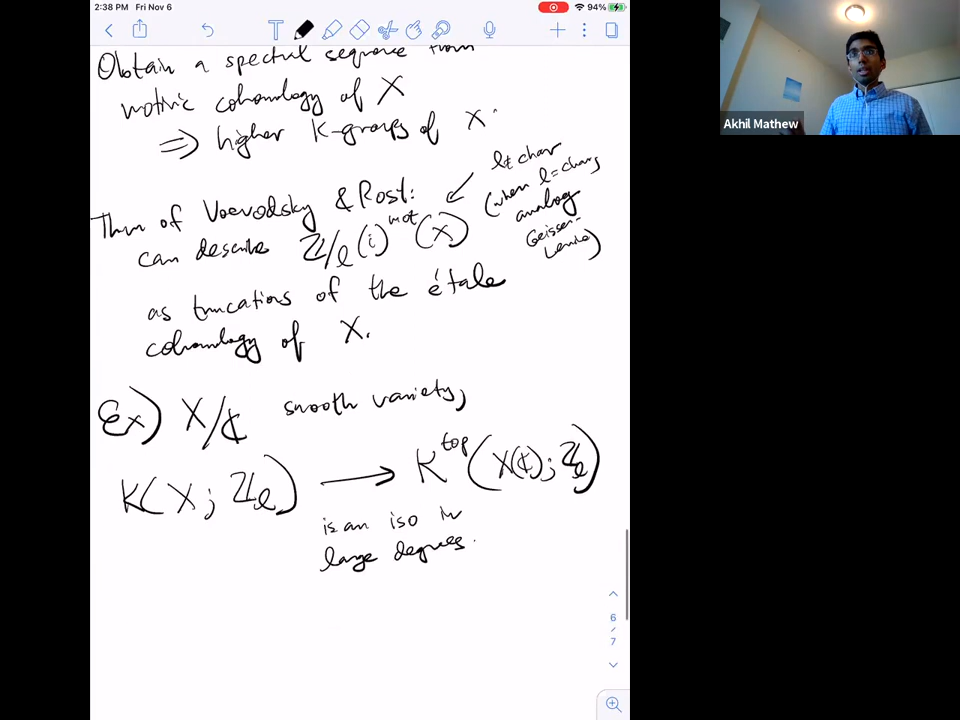 2:38 PM Fri Nov 6
94%
Obtain a spectral sequence from
motivic cohomology of X
⇒ higher K-groups of X.
Thm of Voevodsky & Rost:
can describe ℤ/ℓ(i)^mot(X)
ℓ≠char
(when ℓ=char,
analog
Geisser-
Levine)
as truncations of the étale
cohomology of X.
Ex) X/ℂ smooth variety,
K(X; ℤ_ℓ) ⟶ K^top(X(ℂ); ℤ_ℓ)
is an iso in
large degrees.
6
/
7
Akhil Mathew